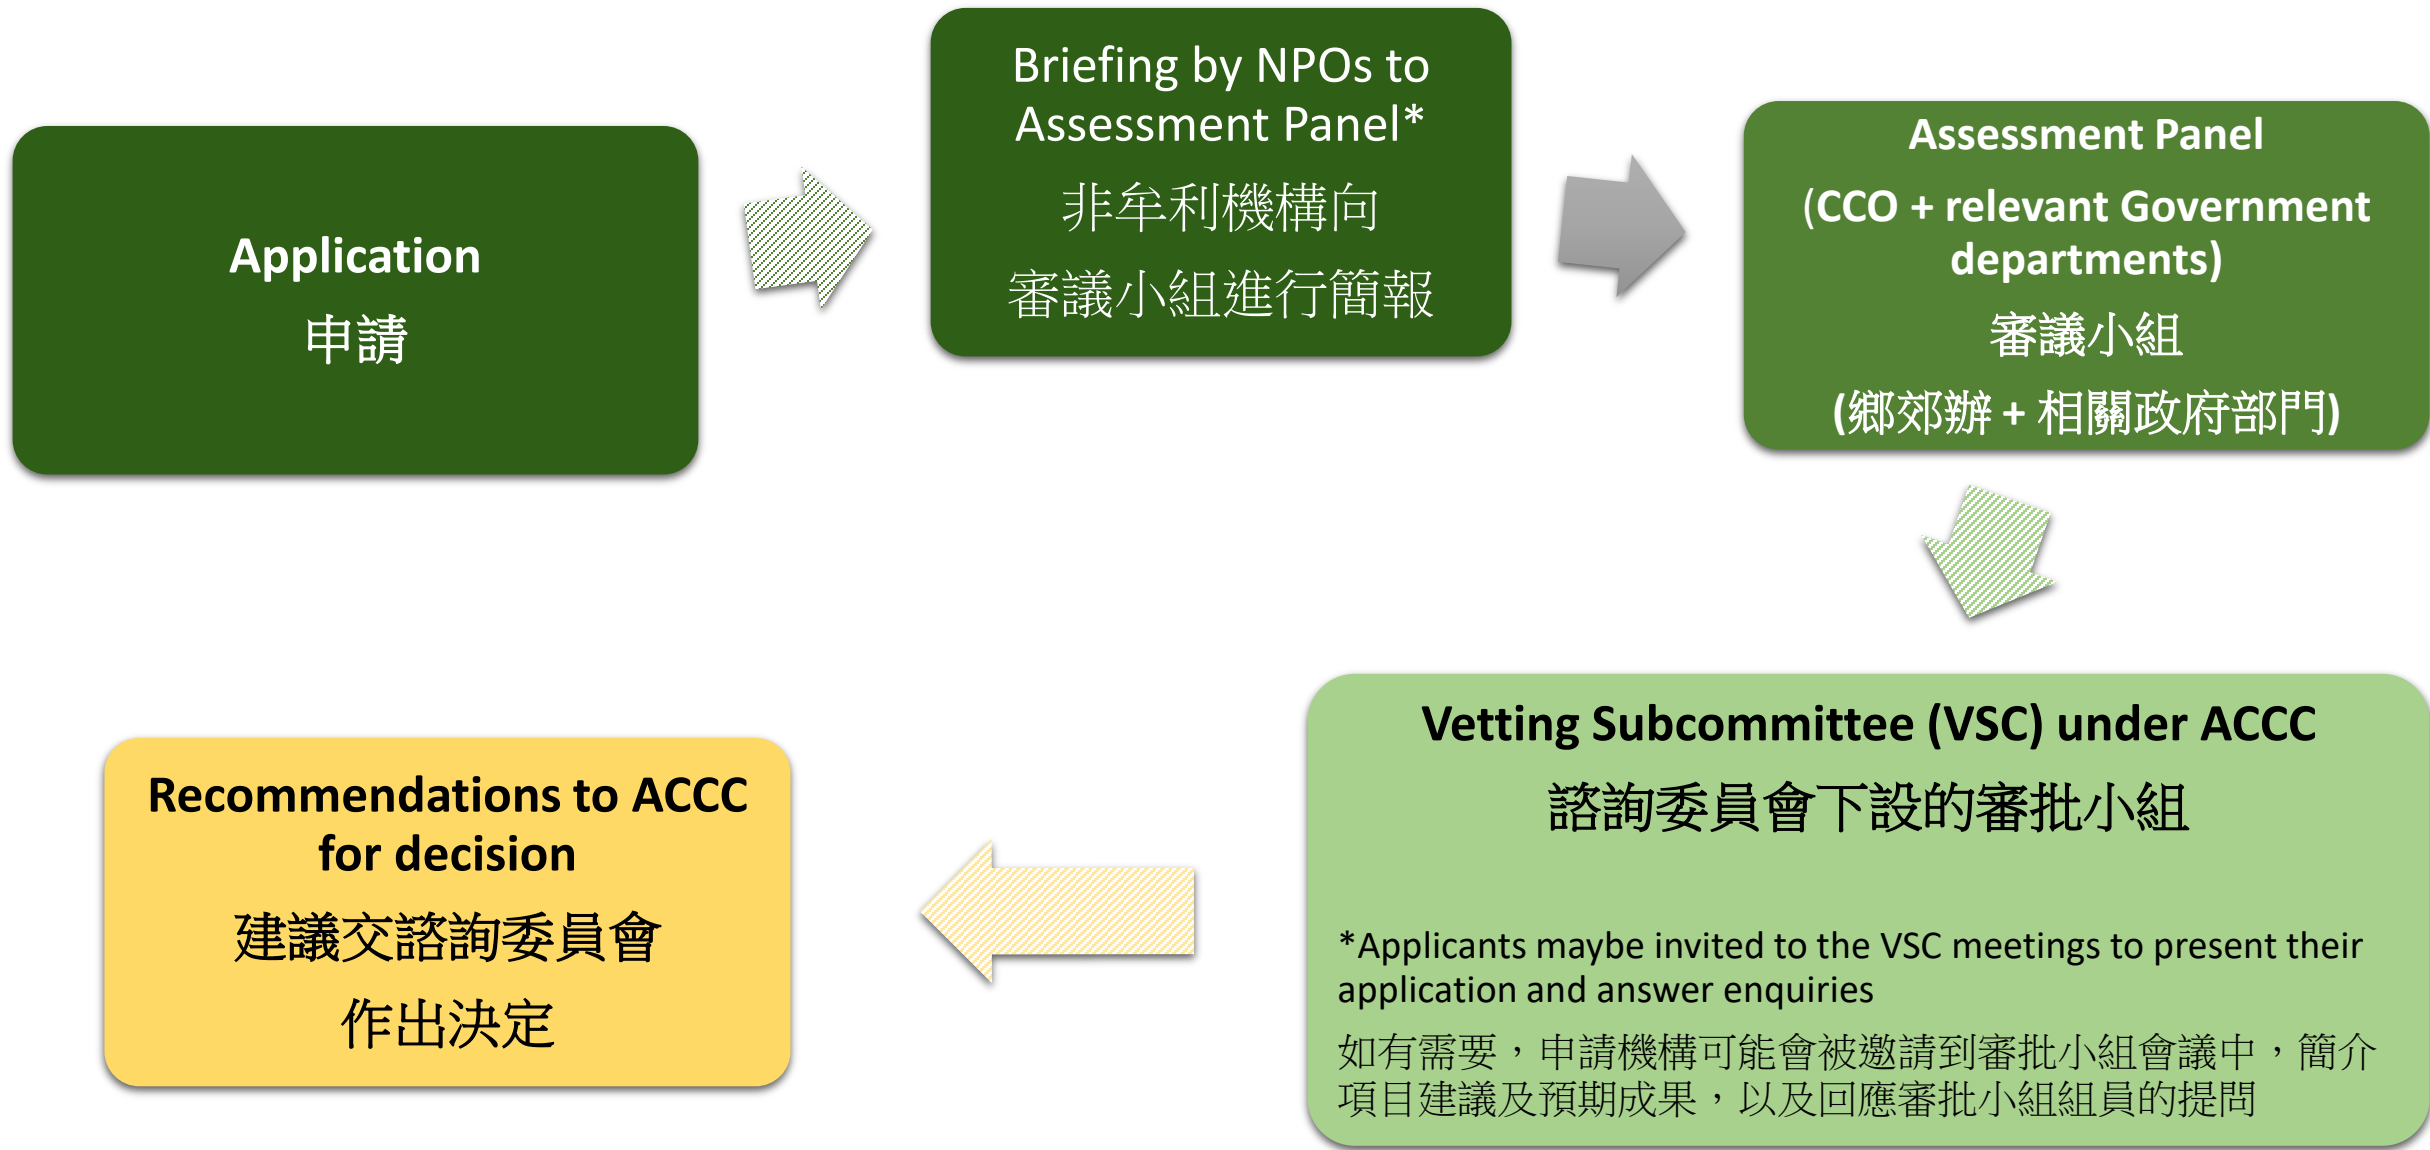 Application
申請
Briefing by NPOs to
Assessment Panel*
非牟利機構向
審議小組進行簡報
Assessment Panel
(CCO + relevant Government
departments)
審議小組
(鄉郊辦 + 相關政府部門)
Vetting Subcommittee (VSC) under ACCC
諮詢委員會下設的審批小組
*Applicants maybe invited to the VSC meetings to present their
application and answer enquiries
如有需要，申請機構可能會被邀請到審批小組會議中，簡介
項目建議及預期成果，以及回應審批小組組員的提問
Recommendations to ACCC
for decision
建議交諮詢委員會
作出決定